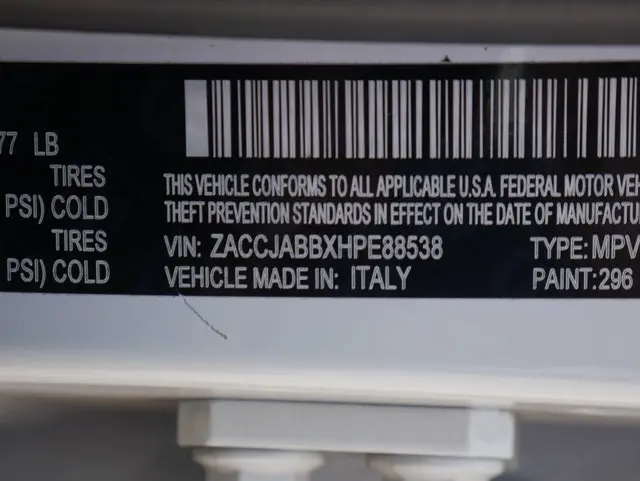 77 LB
TIRES
PSI) COLD
TIRES
PSI) COLD
THIS VEHICLE CONFORMS TO ALL APPLICABLE U.S.A. FEDERAL MOTOR VEH
THEFT PREVENTION STANDARDS IN EFFECT ON THE DATE OF MANUFACTU
VIN: ZACCJABBXHPE88538 TYPE: MPV
VEHICLE MADE IN: ITALY PAINT: 296